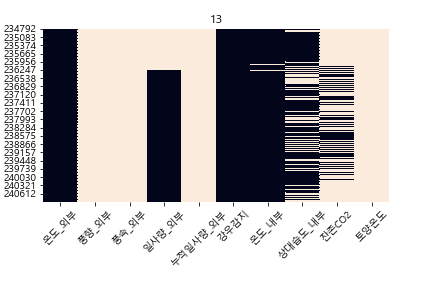 13
234792
235083
235374
235665
235956
236247
236538
236829
237120
237411
237702
237993
238284
238575
238866
239157
239448
239739
240030
240321
240612
온도_외부
풍향_외부
풍속_외부
일사량_외부
누적일사량_외부
강우감지
온도_내부
상대습도_내부
잔존CO2
토양온도